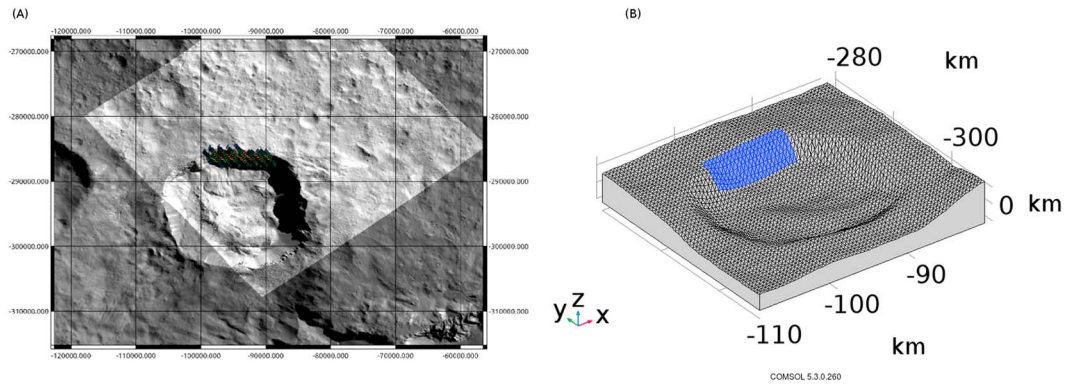 (A)
-120000.000 -110000.000 -100000.000 -90000.000 -80000.000 -70000.000 -60000.000
-270000.000 -270000.000
-280000.000 -280000.000
-290000.000 -290000.000
-300000.000 -300000.000
-310000.000 -310000.000
-120000.000 -110000.000 -100000.000 -90000.000 -80000.000 -70000.000 -60000.000
(B)
-280 km
-300
0 km
-90
-100
-110
km
y z x
COMSOL 5.3.0.260